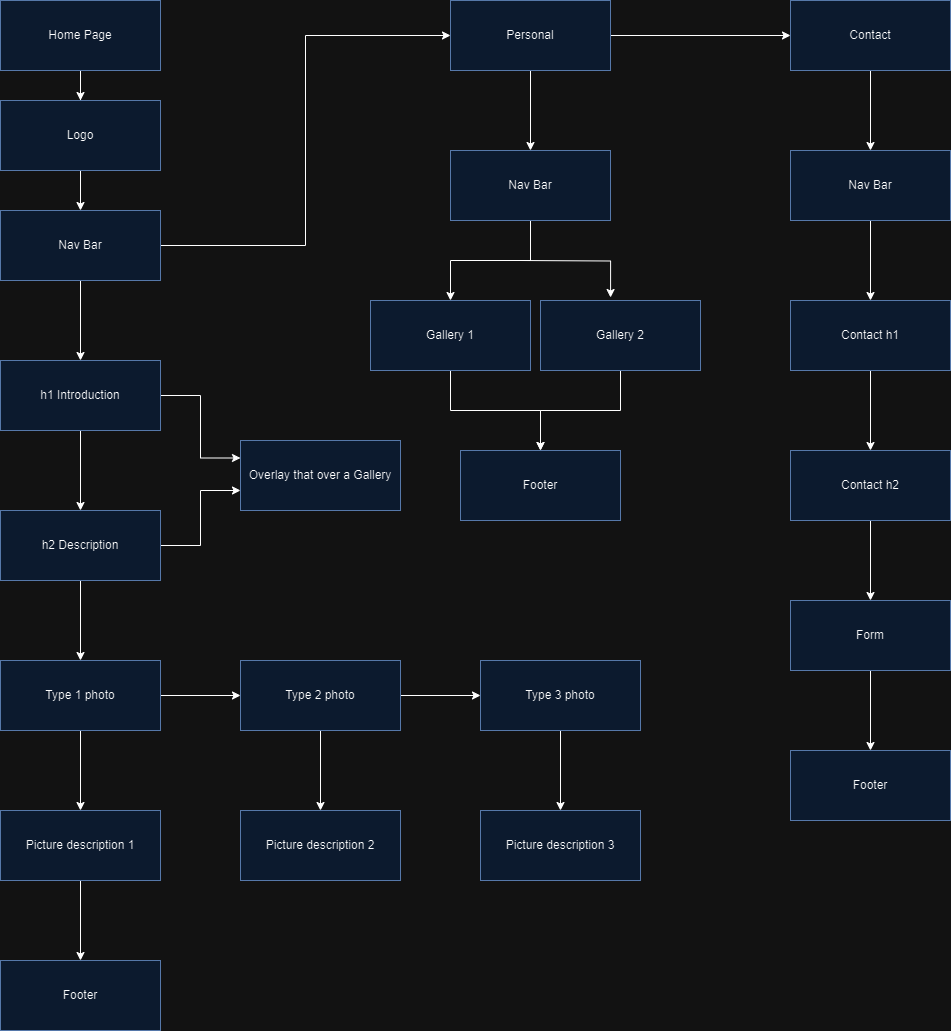 Home Page
Personal
Contact
Logo
Nav Bar
Nav Bar
Nav Bar
Gallery 1
Gallery 2
Contact h1
h1 Introduction
Overlay that over a Gallery
Footer
Contact h2
h2 Description
Form
Type 1 photo
Type 2 photo
Type 3 photo
Footer
Picture description 1
Picture description 2
Picture description 3
Footer